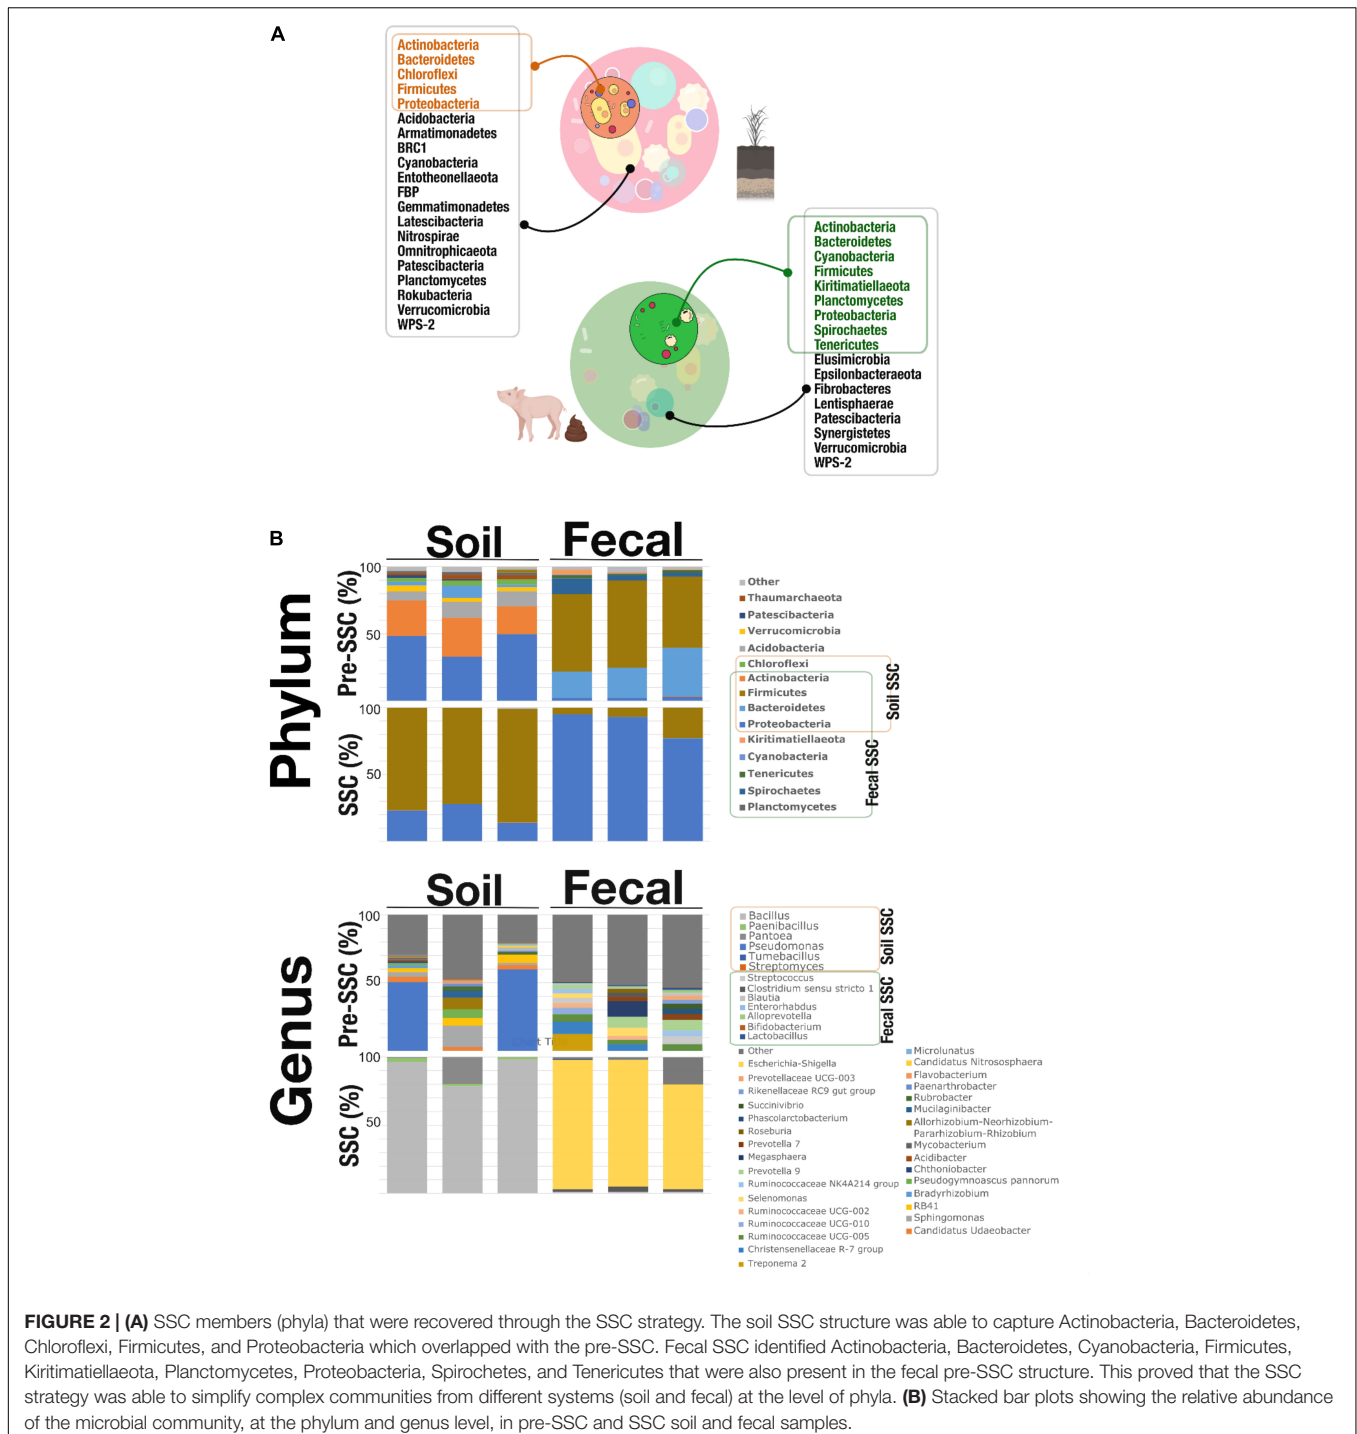 A
Actinobacteria
Bacteroidetes
Chloroflexi
Firmicutes
Proteobacteria
Acidobacteria
Armatimonadetes
BRC1
Cyanobacteria
Entotheonellaeota
FBP
Gemmatimonadetes
Latescibacteria
Nitrospirae
Omnitrophicaeota
Patescibacteria
Planctomycetes
Rokubacteria
Verrucomicrobia
WPS-2
Actinobacteria
Bacteroidetes
Cyanobacteria
Firmicutes
Kiritimatiellaeota
Planctomycetes
Proteobacteria
Spirochaetes
Tenericutes
Elusimicrobia
Epsilonbacteraeota
Fibrobacteres
Lentisphaerae
Patescibacteria
Synergistetes
Verrucomicrobia
WPS-2
B
Soil
Fecal
Phylum
Pre-SSC (%)
100
50
SSC (%)
100
50
Other
Thaumarchaeota
Patescibacteria
Verrucomicrobia
Acidobacteria
Chloroflexi
Actinobacteria
Firmicutes
Bacteroidetes
Proteobacteria
Kiritimatiellaeota
Cyanobacteria
Tenericutes
Spirochaetes
Planctomycetes
Soil SSC
Fecal SSC
Soil
Fecal
Genus
Pre-SSC (%)
100
50
SSC (%)
100
50
Bacillus
Paenibacillus
Pantoea
Pseudomonas
Tumebacillus
Streptomyces
Soil SSC
Streptococcus
Clostridium sensu stricto 1
Blautia
Enterorhabdus
Alloprevotella
Bifidobacterium
Lactobacillus
Fecal SSC
Other
Escherichia-Shigella
Prevotellaceae UCG-003
Rikenellaceae RC9 gut group
Succinivibrio
Phascolarctobacterium
Roseburia
Prevotella 7
Megasphaera
Prevotella 9
Ruminococcaceae NK4A214 group
Selenomonas
Ruminococcaceae UCG-002
Ruminococcaceae UCG-010
Ruminococcaceae UCG-005
Christensenellaceae R-7 group
Treponema 2
Microlunatus
Candidatus Nitrososphaera
Flavobacterium
Paenarthrobacter
Rubrobacter
Mucilaginibacter
Allorhizobium-Neorhizobium-
Pararhizobium-Rhizobium
Mycobacterium
Acidibacter
Chthoniobacter
Pseudogymnoascus pannorum
Bradyrhizobium
RB41
Sphingomonas
Candidatus Udaeobacter
FIGURE 2 | (A) SSC members (phyla) that were recovered through the SSC strategy. The soil SSC structure was able to capture Actinobacteria, Bacteroidetes,
Chloroflexi, Firmicutes, and Proteobacteria which overlapped with the pre-SSC. Fecal SSC identified Actinobacteria, Bacteroidetes, Cyanobacteria, Firmicutes,
Kiritimatiellaeota, Planctomycetes, Proteobacteria, Spirochetes, and Tenericutes that were also present in the fecal pre-SSC structure. This proved that the SSC
strategy was able to simplify complex communities from different systems (soil and fecal) at the level of phyla. (B) Stacked bar plots showing the relative abundance
of the microbial community, at the phylum and genus level, in pre-SSC and SSC soil and fecal samples.